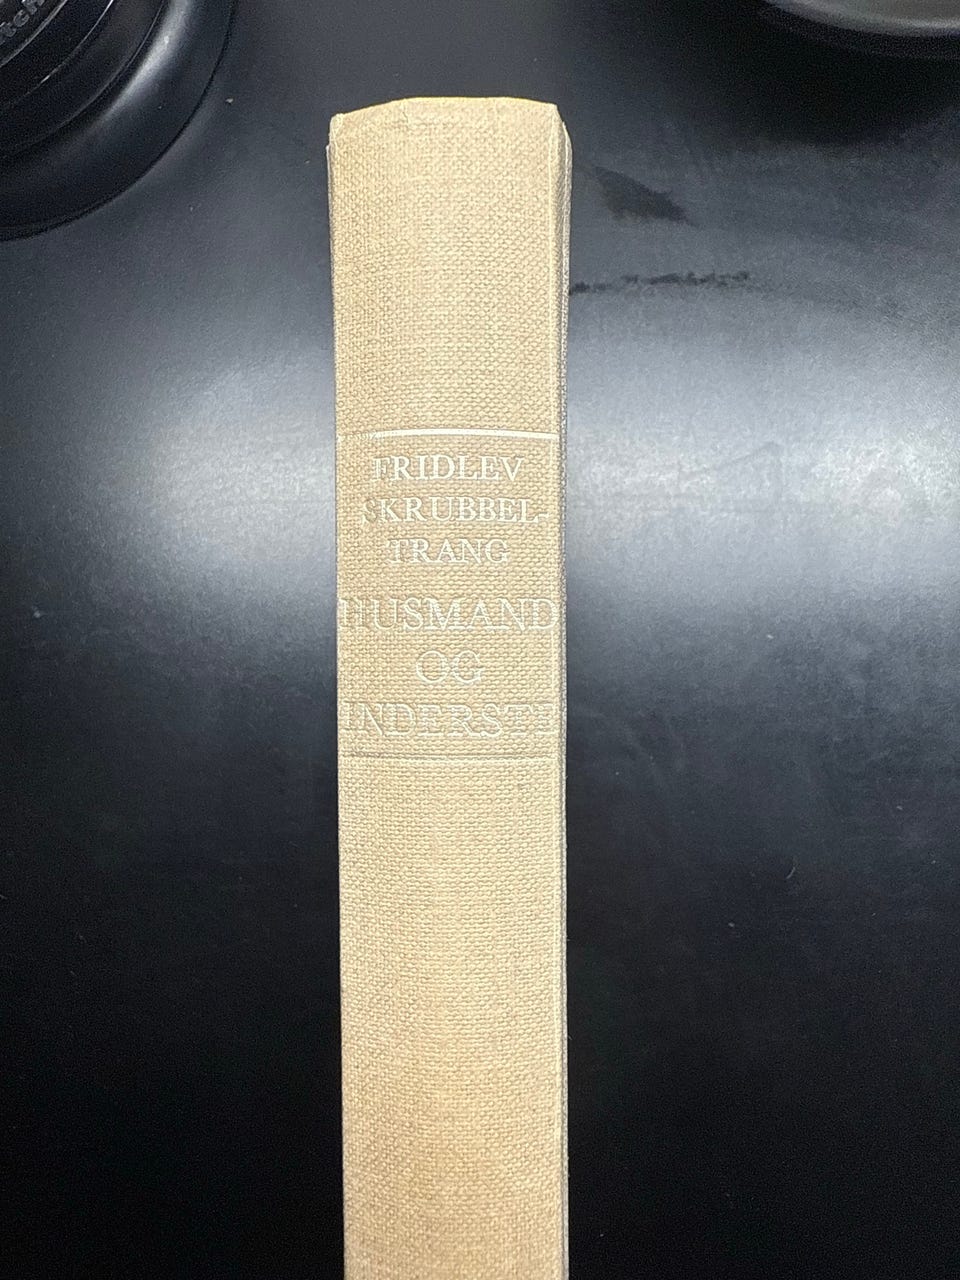 FRIDLEV
SKRUBBEL-
TRANG
HUSMAND
OG
INDERSTE